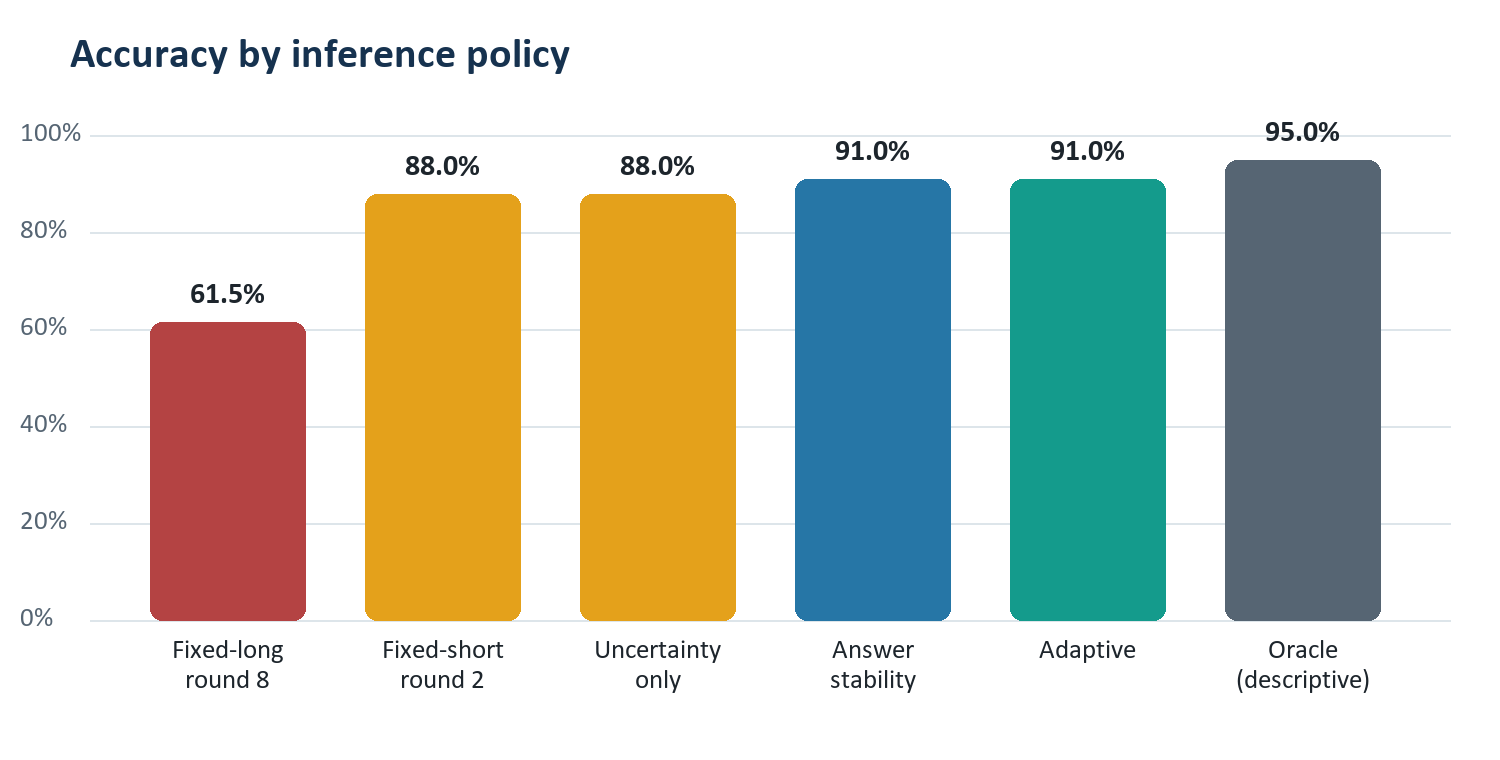 Accuracy by inference policy
100%
80%
60%
40%
20%
0%
61.5%
88.0%
88.0%
91.0%
91.0%
95.0%
Fixed-long
round 8
Fixed-short
round 2
Uncertainty
only
Answer
stability
Adaptive
Oracle
(descriptive)